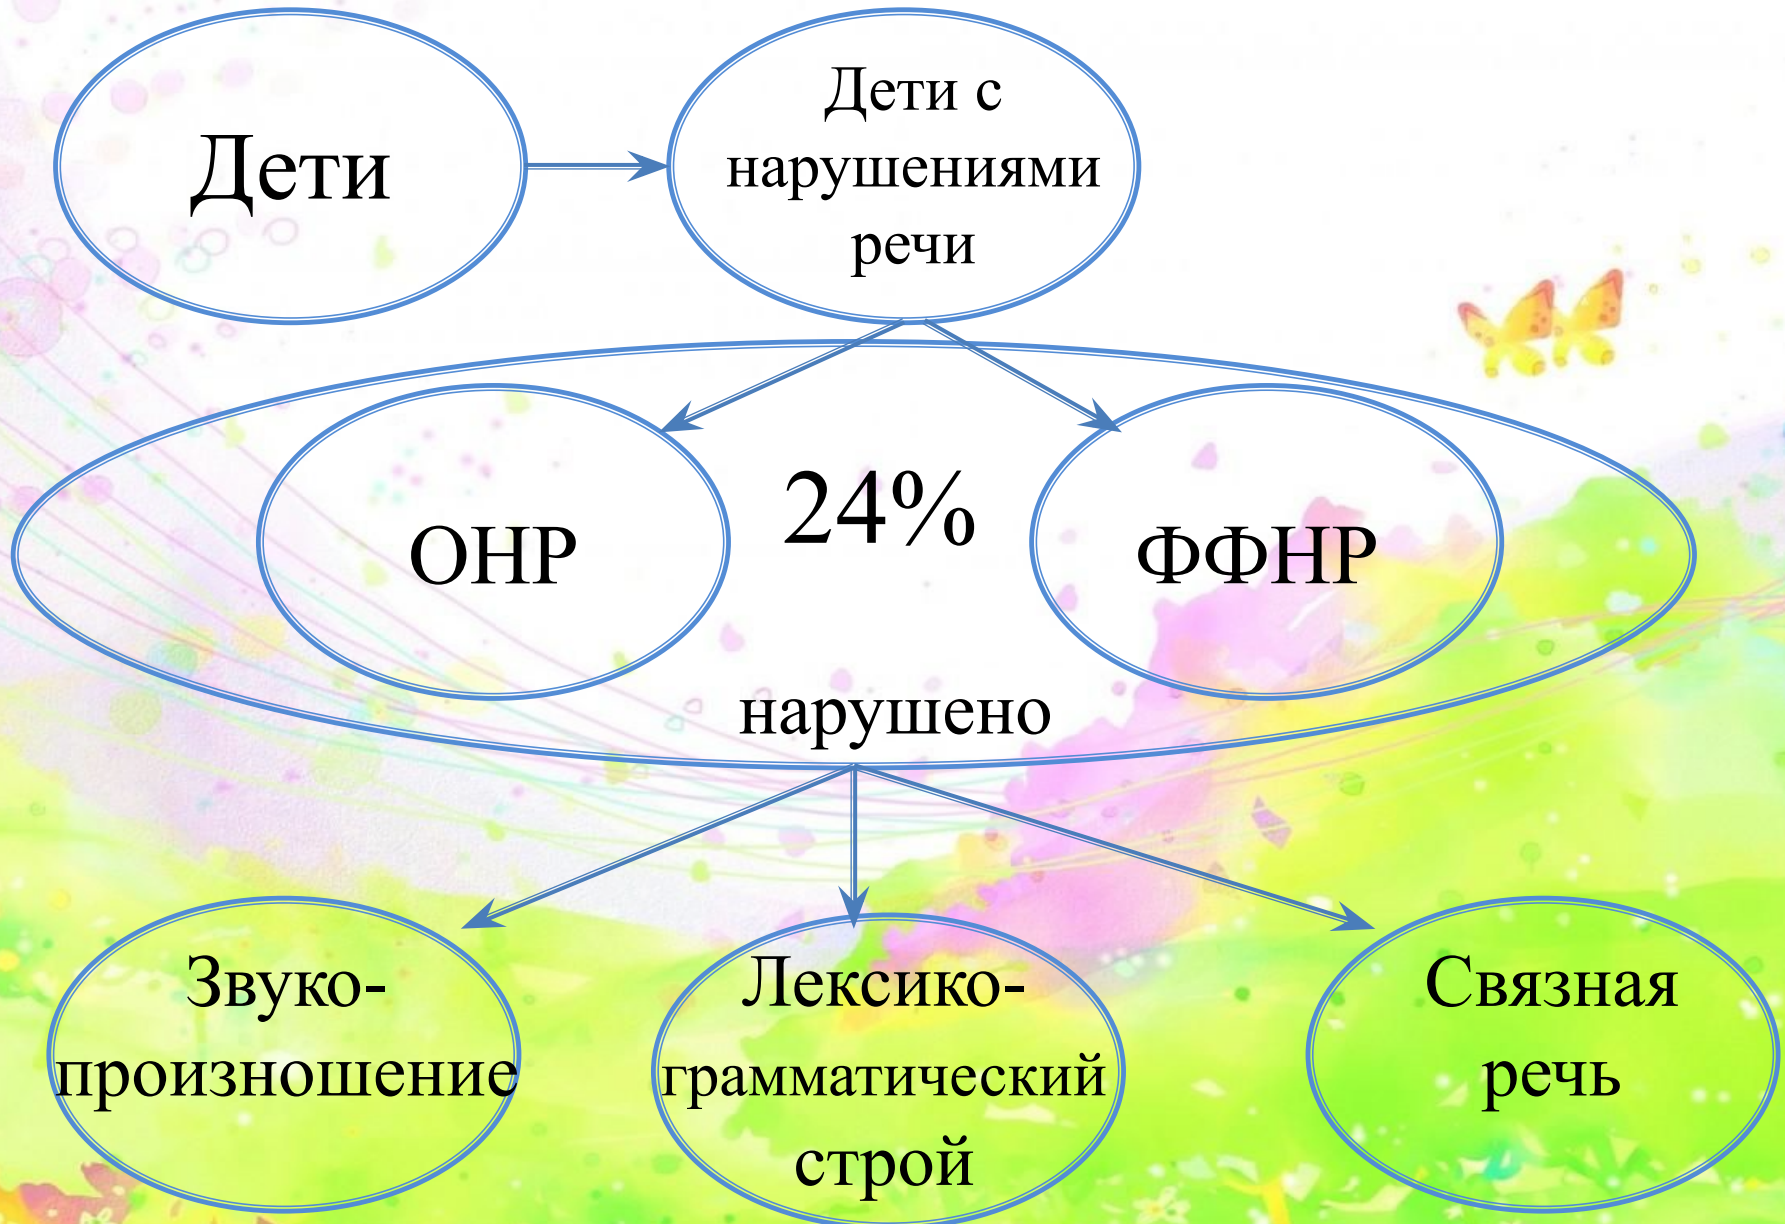 Дети
Дети с
нарушениями
речи
ОНР
24%
ФФНР
нарушено
Звуко-
произношение
Лексико-
грамматический
строй
Связная
речь